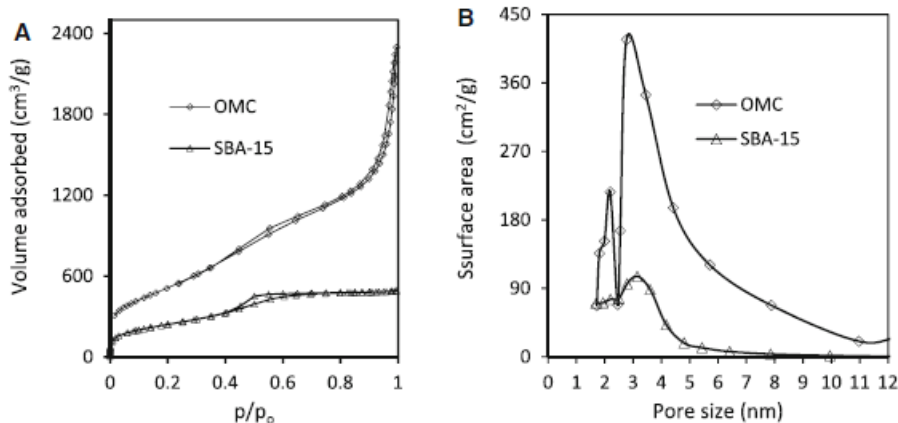 A
Volume adsorbed (cm³/g)
2400
1800
1200
600
0
OMC
SBA-15
0 0.2 0.4 0.6 0.8 1
p/pₒ
B
Ssurface area (cm²/g)
450
360
270
180
90
0
OMC
SBA-15
0 1 2 3 4 5 6 7 8 9 10 11 12
Pore size (nm)